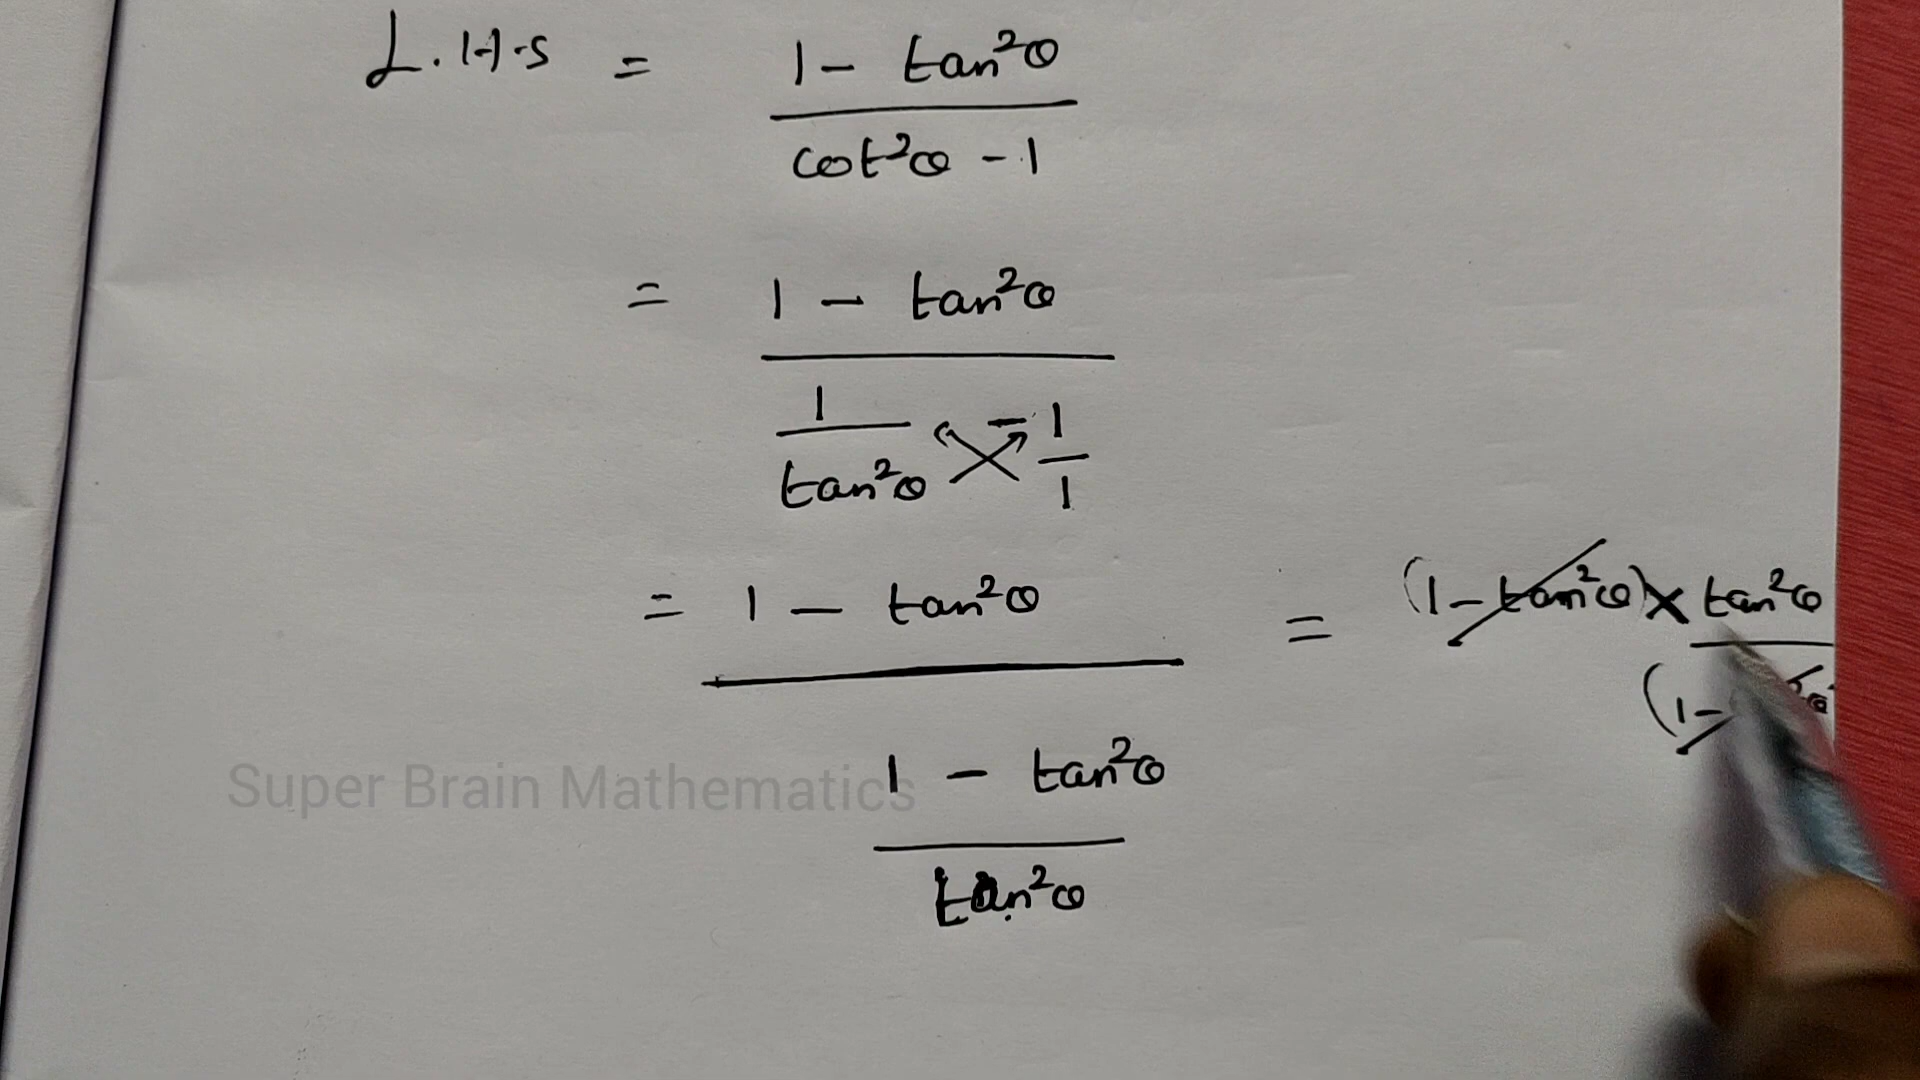 L.H.S = 1 - tan²θ
cot²θ - 1
= 1 - tan²θ
1 - 1
tan²θ 1
= 1 - tan²θ
1 - tan²θ
tan²θ
= (1 - tan²θ) × tan²θ
(1 -
Super Brain Mathematics